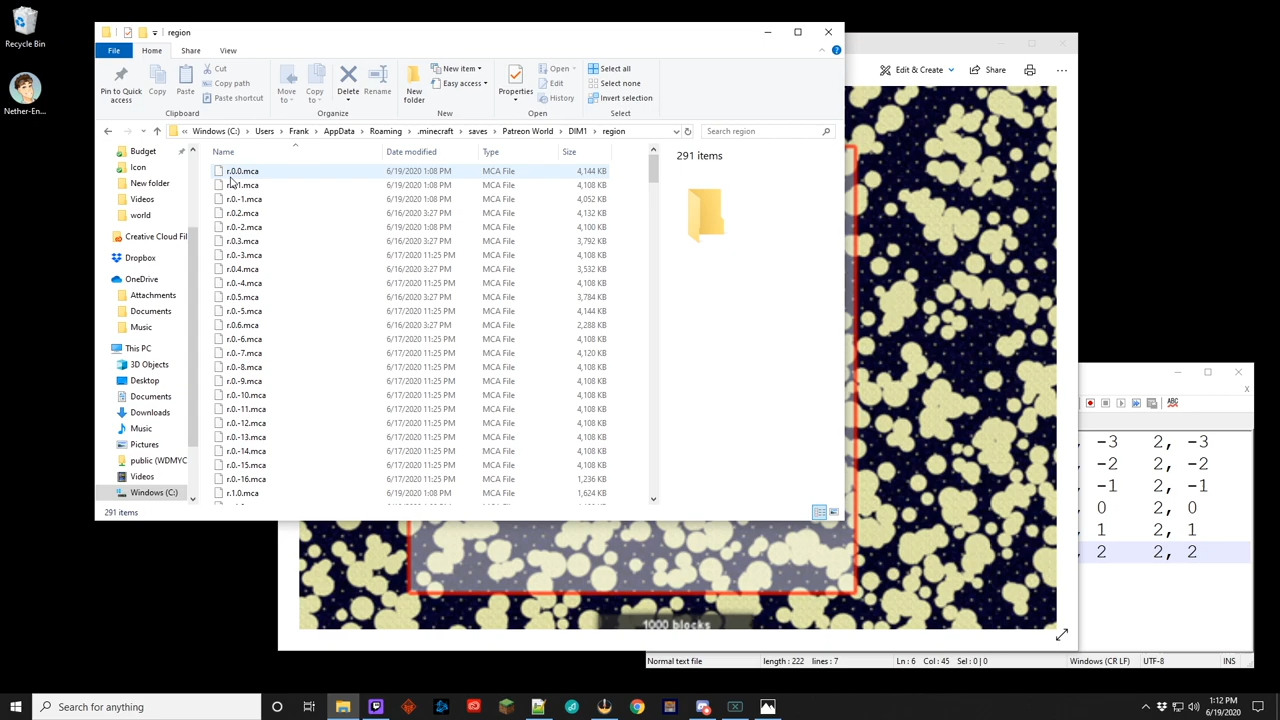 Recycle Bin
Nether-En...
region
File
Home
Share
View
Pin to Quick access
Copy
Paste
Cut
Copy path
Paste shortcut
Clipboard
Move to
Copy to
Delete
Rename
Organize
New folder
New item
Easy access
New
Properties
Open
Edit
History
Open
Select all
Select none
Invert selection
Select
« Windows (C:) › Users › Frank › AppData › Roaming › .minecraft › saves › Patreon World › DIM1 › region
Search region
Name
Date modified
Type
Size
r.0.0.mca 6/19/2020 1:08 PM MCA File 4,144 KB
.1.mca 6/19/2020 1:08 PM MCA File 4,108 KB
r.0.-1.mca 6/19/2020 1:08 PM MCA File 4,052 KB
r.0.2.mca 6/16/2020 3:27 PM MCA File 4,132 KB
r.0.-2.mca 6/19/2020 1:08 PM MCA File 4,100 KB
r.0.3.mca 6/16/2020 3:27 PM MCA File 3,792 KB
r.0.-3.mca 6/17/2020 11:25 PM MCA File 4,108 KB
r.0.4.mca 6/16/2020 3:27 PM MCA File 3,532 KB
r.0.-4.mca 6/17/2020 11:25 PM MCA File 4,108 KB
r.0.5.mca 6/16/2020 3:27 PM MCA File 3,784 KB
r.0.-5.mca 6/17/2020 11:25 PM MCA File 4,144 KB
r.0.6.mca 6/16/2020 3:27 PM MCA File 2,288 KB
r.0.-6.mca 6/17/2020 11:25 PM MCA File 4,108 KB
r.0.-7.mca 6/17/2020 11:25 PM MCA File 4,120 KB
r.0.-8.mca 6/17/2020 11:25 PM MCA File 4,108 KB
r.0.-9.mca 6/17/2020 11:25 PM MCA File 4,108 KB
r.0.-10.mca 6/17/2020 11:25 PM MCA File 4,108 KB
r.0.-11.mca 6/17/2020 11:25 PM MCA File 4,108 KB
r.0.-12.mca 6/17/2020 11:25 PM MCA File 4,108 KB
r.0.-13.mca 6/17/2020 11:25 PM MCA File 4,108 KB
r.0.-14.mca 6/17/2020 11:25 PM MCA File 4,108 KB
r.0.-15.mca 6/17/2020 11:25 PM MCA File 4,108 KB
r.0.-16.mca 6/17/2020 11:25 PM MCA File 1,236 KB
r.1.0.mca 6/19/2020 1:08 PM MCA File 1,624 KB
Budget
Icon
New folder
Videos
world
Creative Cloud Fil
Dropbox
OneDrive
Attachments
Documents
Music
This PC
3D Objects
Desktop
Documents
Downloads
Music
Pictures
public (WDMYC
Videos
Windows (C:)
291 items
291 items
Edit & Create
Share
1000 blocks
ABC
, -3 2, -3
, -2 2, -2
, -1 2, -1
, 0 2, 0
, 1 2, 1
, 2 2, 2
Normal text file
length : 222 lines : 7
Ln : 6 Col : 45 Sel : 0 | 0
Windows (CR LF)
UTF-8
INS
Search for anything
1:12 PM
6/19/2020